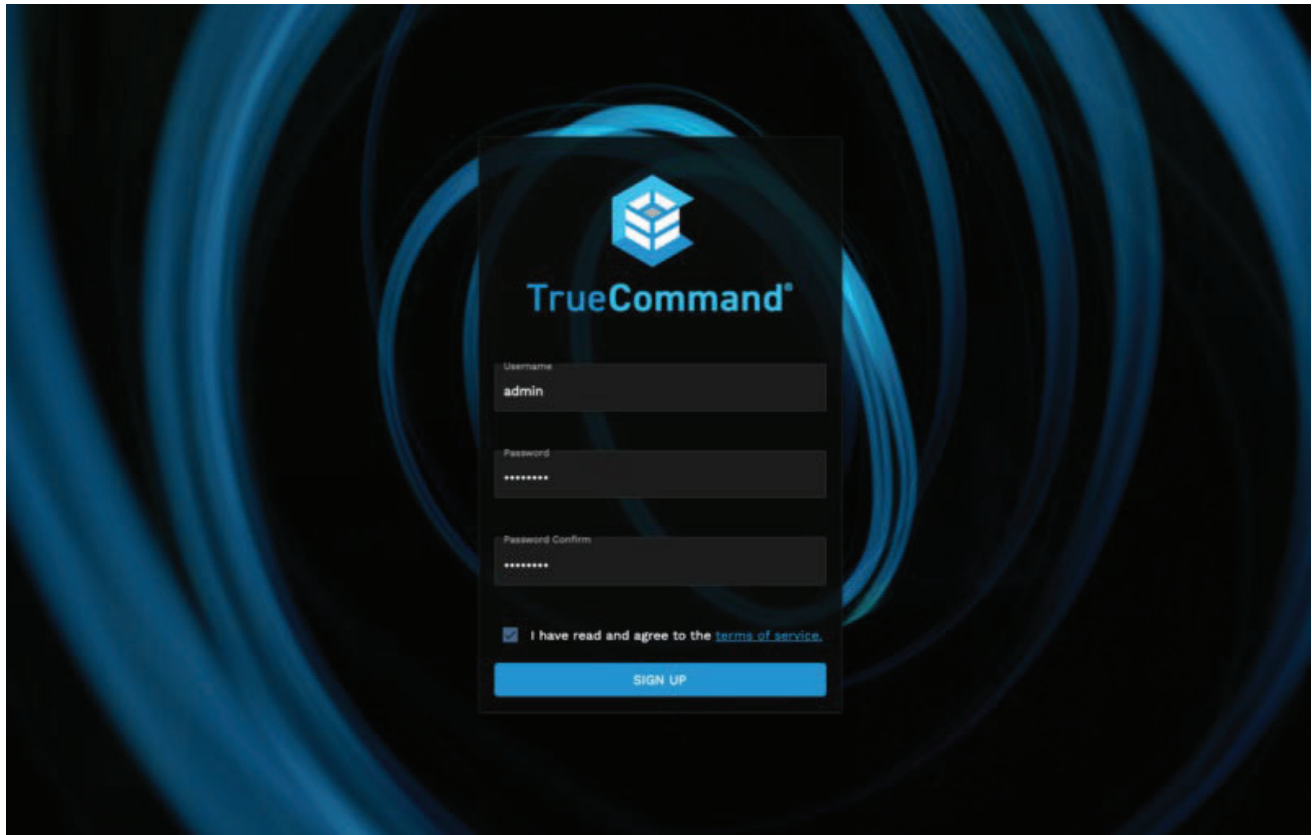 TrueCommand®
Username
admin
Password
••••••••
Password Confirm
••••••••
I have read and agree to the terms of service.
SIGN UP